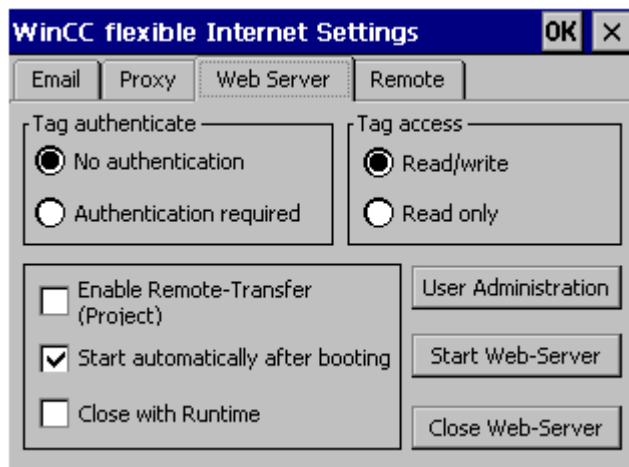 WinCC flexible Internet Settings OK ×
Email Proxy Web Server Remote
Tag authenticate
No authentication
Authentication required
Tag access
Read/write
Read only
Enable Remote-Transfer
(Project)
Start automatically after booting
Close with Runtime
User Administration
Start Web-Server
Close Web-Server